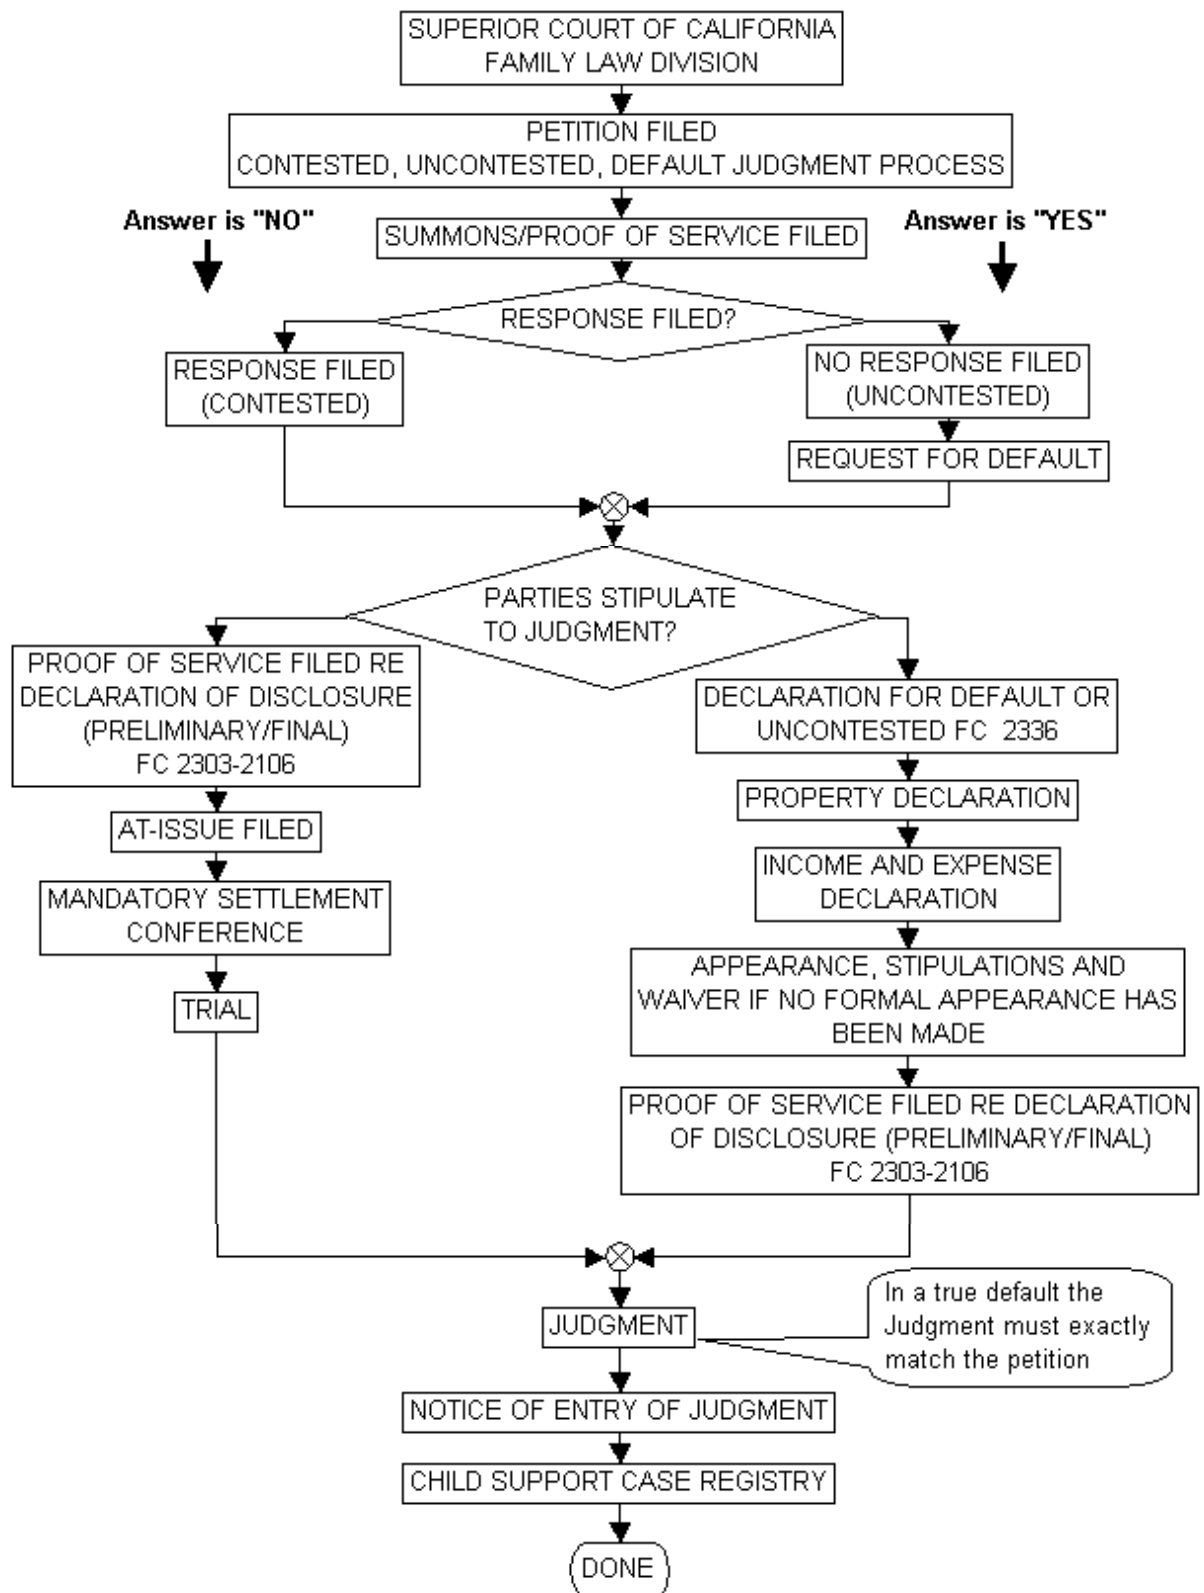 SUPERIOR COURT OF CALIFORNIA
FAMILY LAW DIVISION
PETITION FILED
CONTESTED, UNCONTESTED, DEFAULT JUDGMENT PROCESS
Answer is "NO"
SUMMONS/PROOF OF SERVICE FILED
Answer is "YES"
RESPONSE FILED?
RESPONSE FILED
(CONTESTED)
NO RESPONSE FILED
(UNCONTESTED)
REQUEST FOR DEFAULT
PARTIES STIPULATE
TO JUDGMENT?
PROOF OF SERVICE FILED RE
DECLARATION OF DISCLOSURE
(PRELIMINARY/FINAL)
FC 2303-2106
AT-ISSUE FILED
MANDATORY SETTLEMENT
CONFERENCE
TRIAL
DECLARATION FOR DEFAULT OR
UNCONTESTED FC  2336
PROPERTY DECLARATION
INCOME AND EXPENSE
DECLARATION
APPEARANCE, STIPULATIONS AND
WAIVER IF NO FORMAL APPEARANCE HAS
BEEN MADE
PROOF OF SERVICE FILED RE DECLARATION
OF DISCLOSURE (PRELIMINARY/FINAL)
FC 2303-2106
JUDGMENT
In a true default the
Judgment must exactly
match the petition
NOTICE OF ENTRY OF JUDGMENT
CHILD SUPPORT CASE REGISTRY
DONE